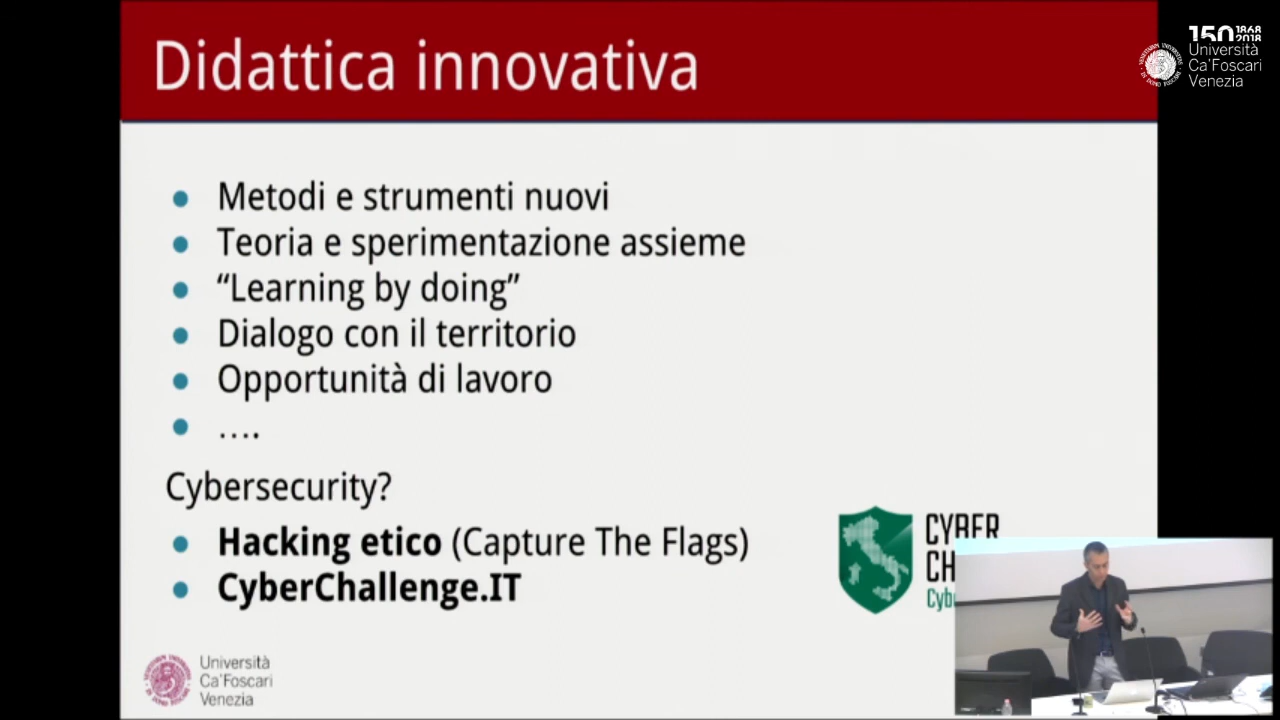 Didattica innovativa
150 1868 2018
Università
Ca'Foscari
Venezia
Metodi e strumenti nuovi
Teoria e sperimentazione assieme
“Learning by doing”
Dialogo con il territorio
Opportunità di lavoro
….
Cybersecurity?
Hacking etico (Capture The Flags)
CyberChallenge.IT
CYBER
CH
Cybe
Università
Ca'Foscari
Venezia